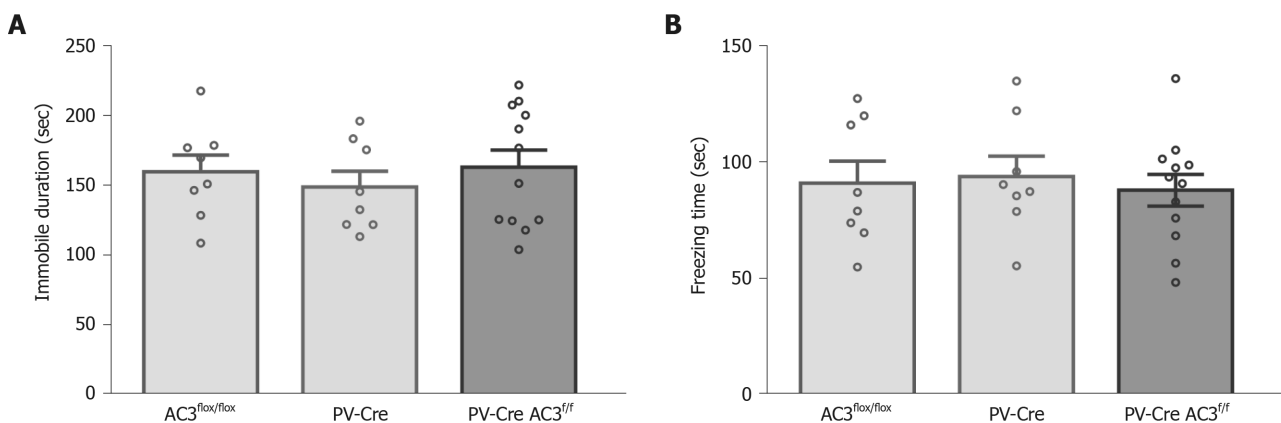 A
250
200
150
100
50
0
Immobile duration (sec)
AC3flox/flox
PV-Cre
PV-Cre AC3f/f
B
150
100
50
0
Freezing time (sec)
AC3flox/flox
PV-Cre
PV-Cre AC3f/f